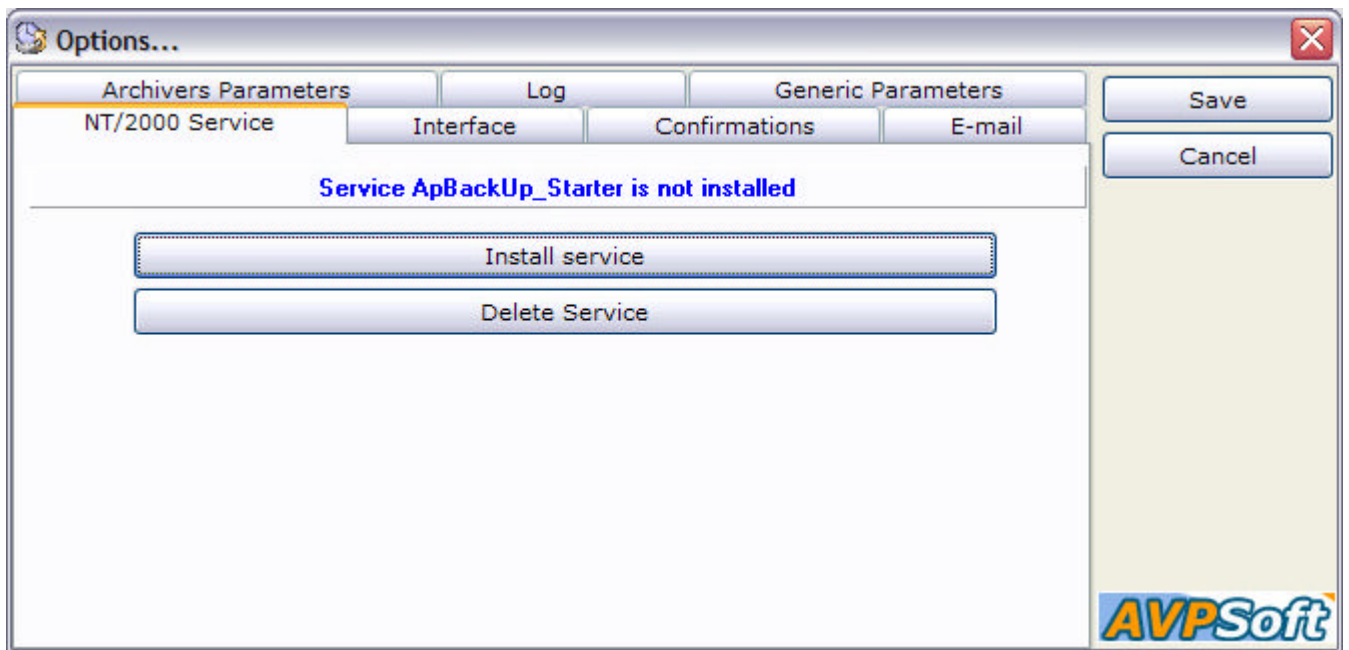 Options...
Archivers Parameters Log Generic Parameters
NT/2000 Service Interface Confirmations E-mail
Save
Cancel
Service ApBackUp_Starter is not installed
Install service
Delete Service
AVPSoft